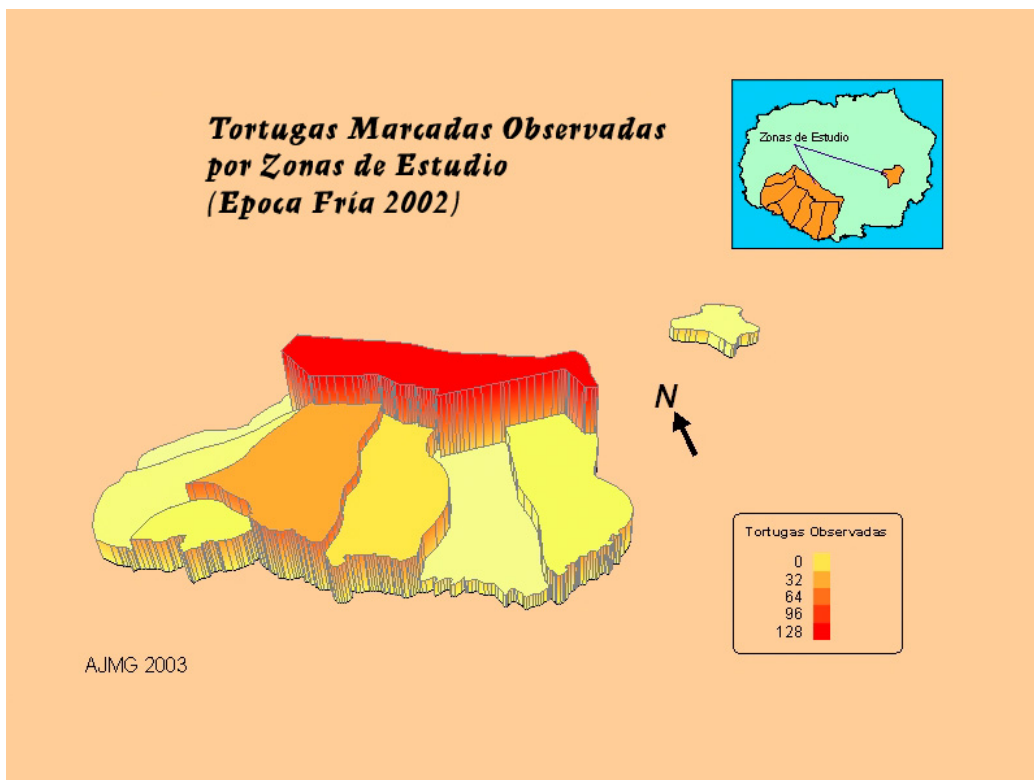 Tortugas Marcadas Observadas
por Zonas de Estudio
(Epoca Fría 2002)
Zonas de Estudio
N
Tortugas Observadas
0
32
64
96
128
AJMG 2003